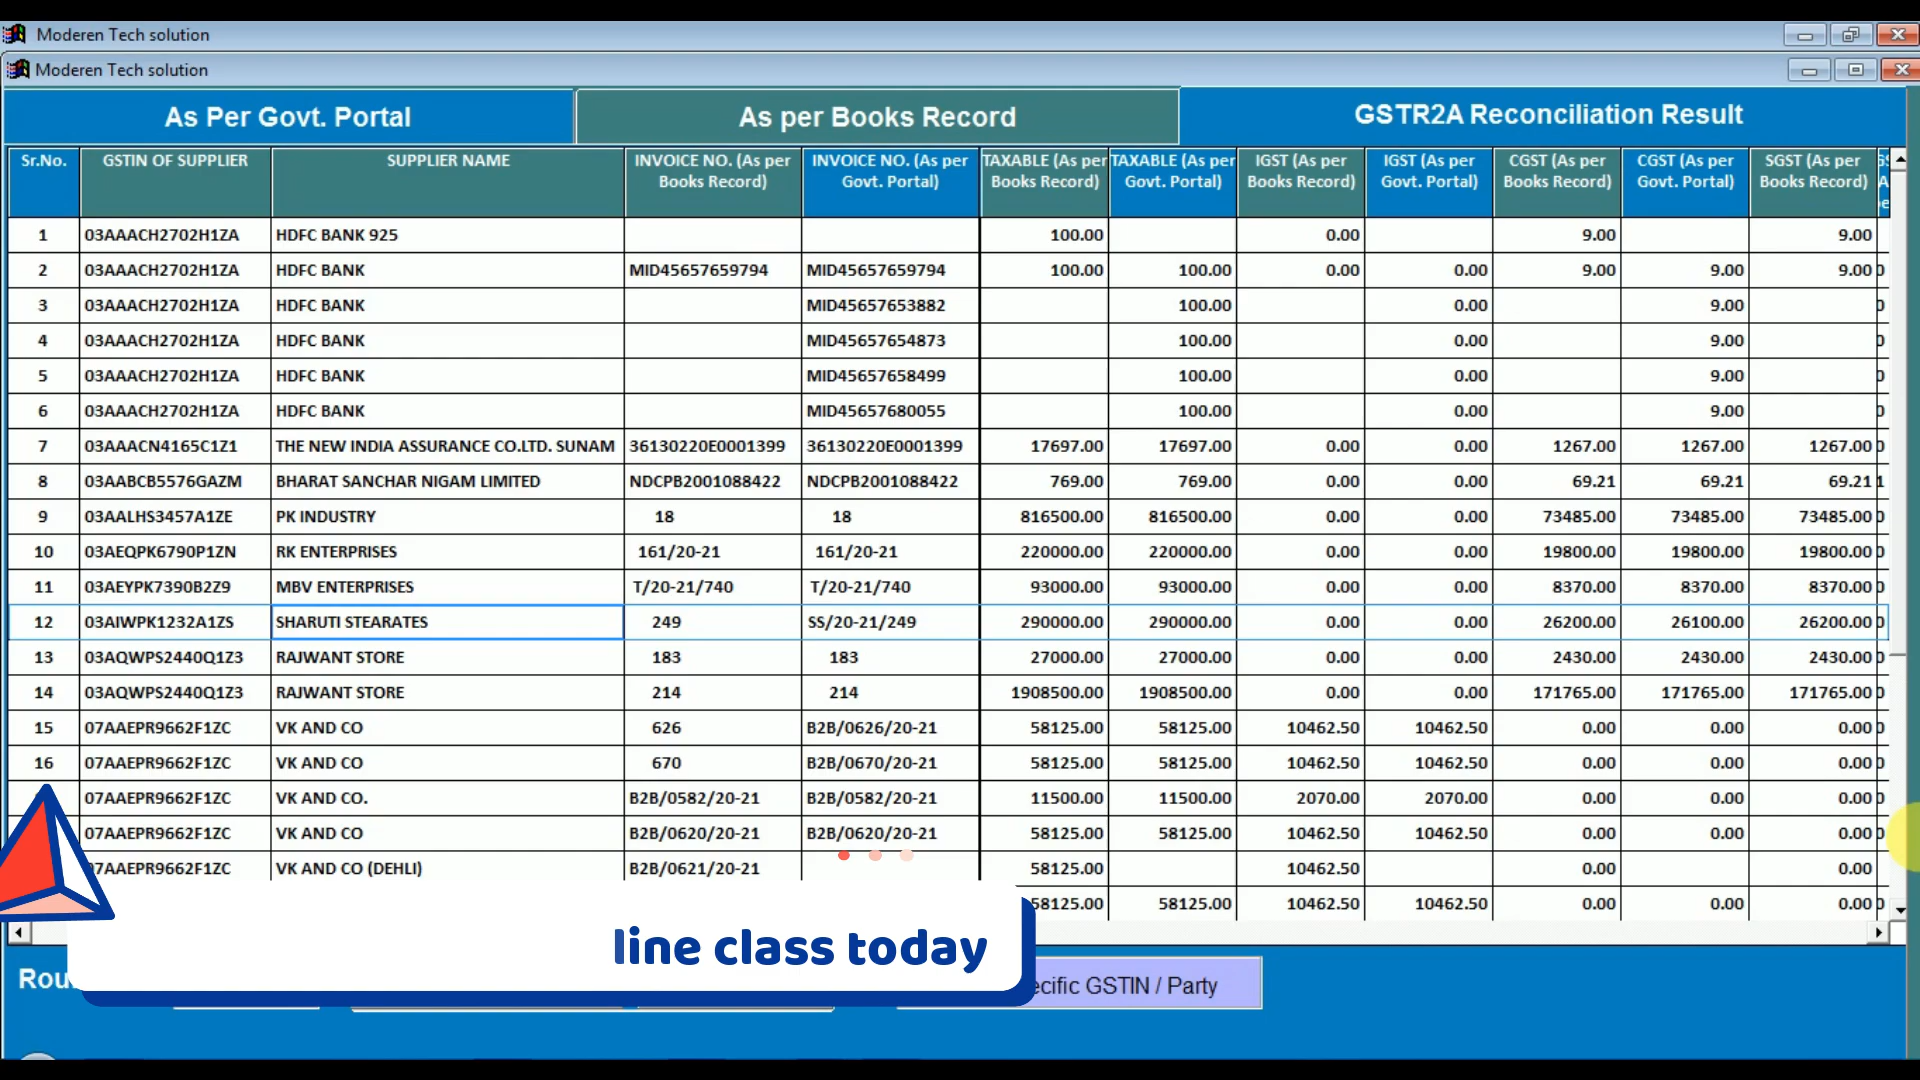 Moderen Tech solution
Moderen Tech solution
As Per Govt. Portal As per Books Record GSTR2A Reconciliation Result
Sr.No. GSTIN OF SUPPLIER SUPPLIER NAME INVOICE NO. (As per Books Record) INVOICE NO. (As per Govt. Portal) TAXABLE (As per Books Record) TAXABLE (As per Govt. Portal) IGST (As per Books Record) IGST (As per Govt. Portal) CGST (As per Books Record) CGST (As per Govt. Portal) SGST (As per Books Record)
1 03AAACH2702H1ZA HDFC BANK 925 100.00 0.00 9.00 9.00
2 03AAACH2702H1ZA HDFC BANK MID45657659794 MID45657659794 100.00 100.00 0.00 0.00 9.00 9.00 9.00
3 03AAACH2702H1ZA HDFC BANK MID45657653882 100.00 0.00 9.00
4 03AAACH2702H1ZA HDFC BANK MID45657654873 100.00 0.00 9.00
5 03AAACH2702H1ZA HDFC BANK MID45657658499 100.00 0.00 9.00
6 03AAACH2702H1ZA HDFC BANK MID45657680055 100.00 0.00 9.00
7 03AAACN4165C1Z1 THE NEW INDIA ASSURANCE CO.LTD. SUNAM 36130220E0001399 36130220E0001399 17697.00 17697.00 0.00 0.00 1267.00 1267.00 1267.00
8 03AABCB5576GAZM BHARAT SANCHAR NIGAM LIMITED NDCPB2001088422 NDCPB2001088422 769.00 769.00 0.00 0.00 69.21 69.21 69.21
9 03AALHS3457A1ZE PK INDUSTRY 18 18 816500.00 816500.00 0.00 0.00 73485.00 73485.00 73485.00
10 03AEQPK6790P1ZN RK ENTERPRISES 161/20-21 161/20-21 220000.00 220000.00 0.00 0.00 19800.00 19800.00 19800.00
11 03AEYPK7390B2Z9 MBV ENTERPRISES T/20-21/740 T/20-21/740 93000.00 93000.00 0.00 0.00 8370.00 8370.00 8370.00
12 03AIWPK1232A1ZS SHARUTI STEARATES 249 SS/20-21/249 290000.00 290000.00 0.00 0.00 26200.00 26100.00 26200.00
13 03AQWPS2440Q1Z3 RAJWANT STORE 183 183 27000.00 27000.00 0.00 0.00 2430.00 2430.00 2430.00
14 03AQWPS2440Q1Z3 RAJWANT STORE 214 214 1908500.00 1908500.00 0.00 0.00 171765.00 171765.00 171765.00
15 07AAEPR9662F1ZC VK AND CO 626 B2B/0626/20-21 58125.00 58125.00 10462.50 10462.50 0.00 0.00 0.00
16 07AAEPR9662F1ZC VK AND CO 670 B2B/0670/20-21 58125.00 58125.00 10462.50 10462.50 0.00 0.00 0.00
07AAEPR9662F1ZC VK AND CO. B2B/0582/20-21 B2B/0582/20-21 11500.00 11500.00 2070.00 2070.00 0.00 0.00 0.00
07AAEPR9662F1ZC VK AND CO B2B/0620/20-21 B2B/0620/20-21 58125.00 58125.00 10462.50 10462.50 0.00 0.00 0.00
07AAEPR9662F1ZC VK AND CO (DEHLI) B2B/0621/20-21 58125.00 10462.50 0.00 0.00
58125.00 58125.00 10462.50 10462.50 0.00 0.00 0.00
line class today
Rou
ecific GSTIN / Party